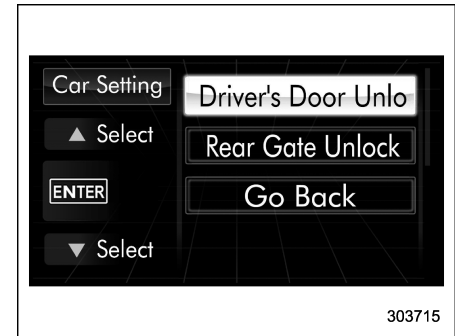 Car Setting
▲ Select
ENTER
▼ Select
Driver's Door Unlo
Rear Gate Unlock
Go Back
303715